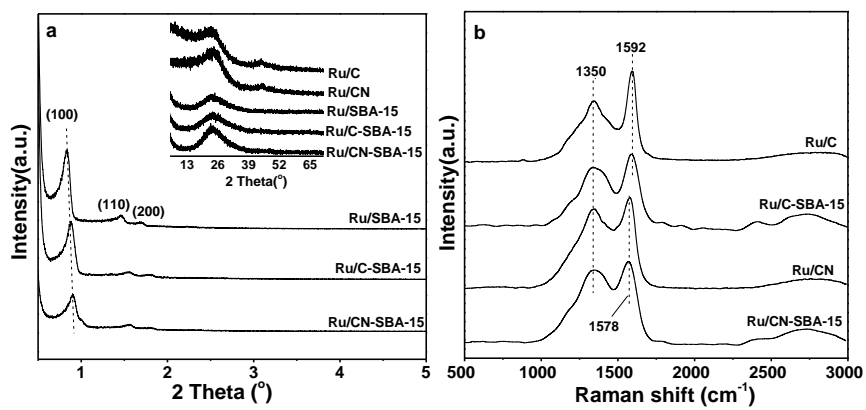 a
Ru/C
Ru/CN
Ru/SBA-15
Ru/C-SBA-15
Ru/CN-SBA-15
13 26 39 52 65
2 Theta(°)
(100)
(110)
(200)
Ru/SBA-15
Ru/C-SBA-15
Ru/CN-SBA-15
Intensity(a.u.)
1 2 3 4 5
2 Theta (°)
b
1350
1592
Ru/C
Ru/C-SBA-15
Ru/CN
1578
Ru/CN-SBA-15
Intensity(a.u.)
500 1000 1500 2000 2500 3000
Raman shift (cm⁻¹)